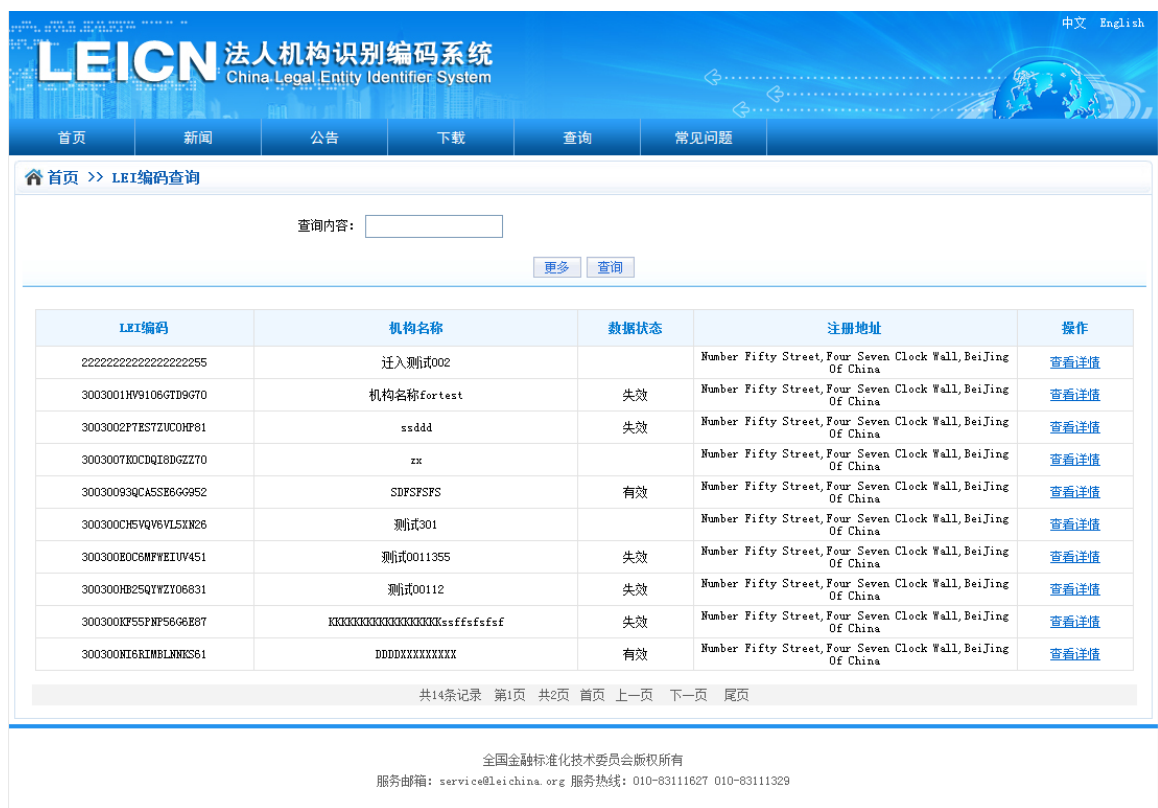 中文 English
LEICN 法人机构识别编码系统
China Legal Entity Identifier System
首页 新闻 公告 下载 查询 常见问题
首页 >> LEI编码查询
查询内容:
更多 查询
LEI编码 机构名称 数据状态 注册地址 操作
22222222222222222255 迁入测试002 Number Fifty Street,Four Seven Clock Wall,BeiJing 查看详情
Of China
3003001HV9106GTD9G70 机构名称fortest 失效 Number Fifty Street,Four Seven Clock Wall,BeiJing 查看详情
Of China
3003002P7ES7ZUC0HP81 ssddd 失效 Number Fifty Street,Four Seven Clock Wall,BeiJing 查看详情
Of China
3003007K0CDQI8DGZZ70 zx Number Fifty Street,Four Seven Clock Wall,BeiJing 查看详情
Of China
30030093QCA5SE6GG952 SDFSFSFS 有效 Number Fifty Street,Four Seven Clock Wall,BeiJing 查看详情
Of China
300300CH5VQV6VL5XN26 测试301 Number Fifty Street,Four Seven Clock Wall,BeiJing 查看详情
Of China
300300E0C6MFWEIUV451 测试0011355 失效 Number Fifty Street,Four Seven Clock Wall,BeiJing 查看详情
Of China
300300HB25QYWZY06831 测试00112 失效 Number Fifty Street,Four Seven Clock Wall,BeiJing 查看详情
Of China
300300KF55PNP56G6E87 KKKKKKKKKKKKKKKKKssffsfsfsf 失效 Number Fifty Street,Four Seven Clock Wall,BeiJing 查看详情
Of China
300300NI6RIMBLNNKS61 DDDDXXXXXXXXX 有效 Number Fifty Street,Four Seven Clock Wall,BeiJing 查看详情
Of China
共14条记录 第1页 共2页 首页 上一页 下一页 尾页
全国金融标准化技术委员会版权所有
服务邮箱: service@leichina.org 服务热线: 010-83111627 010-83111329